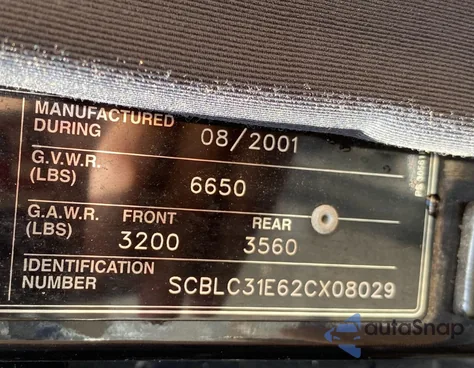 MANUFACTURED
DURING 08/2001
G.V.W.R.
(LBS) 6650
G.A.W.R. FRONT REAR
(LBS) 3200 3560
IDENTIFICATION
NUMBER SCBLC31E62CX08029
autoSnap